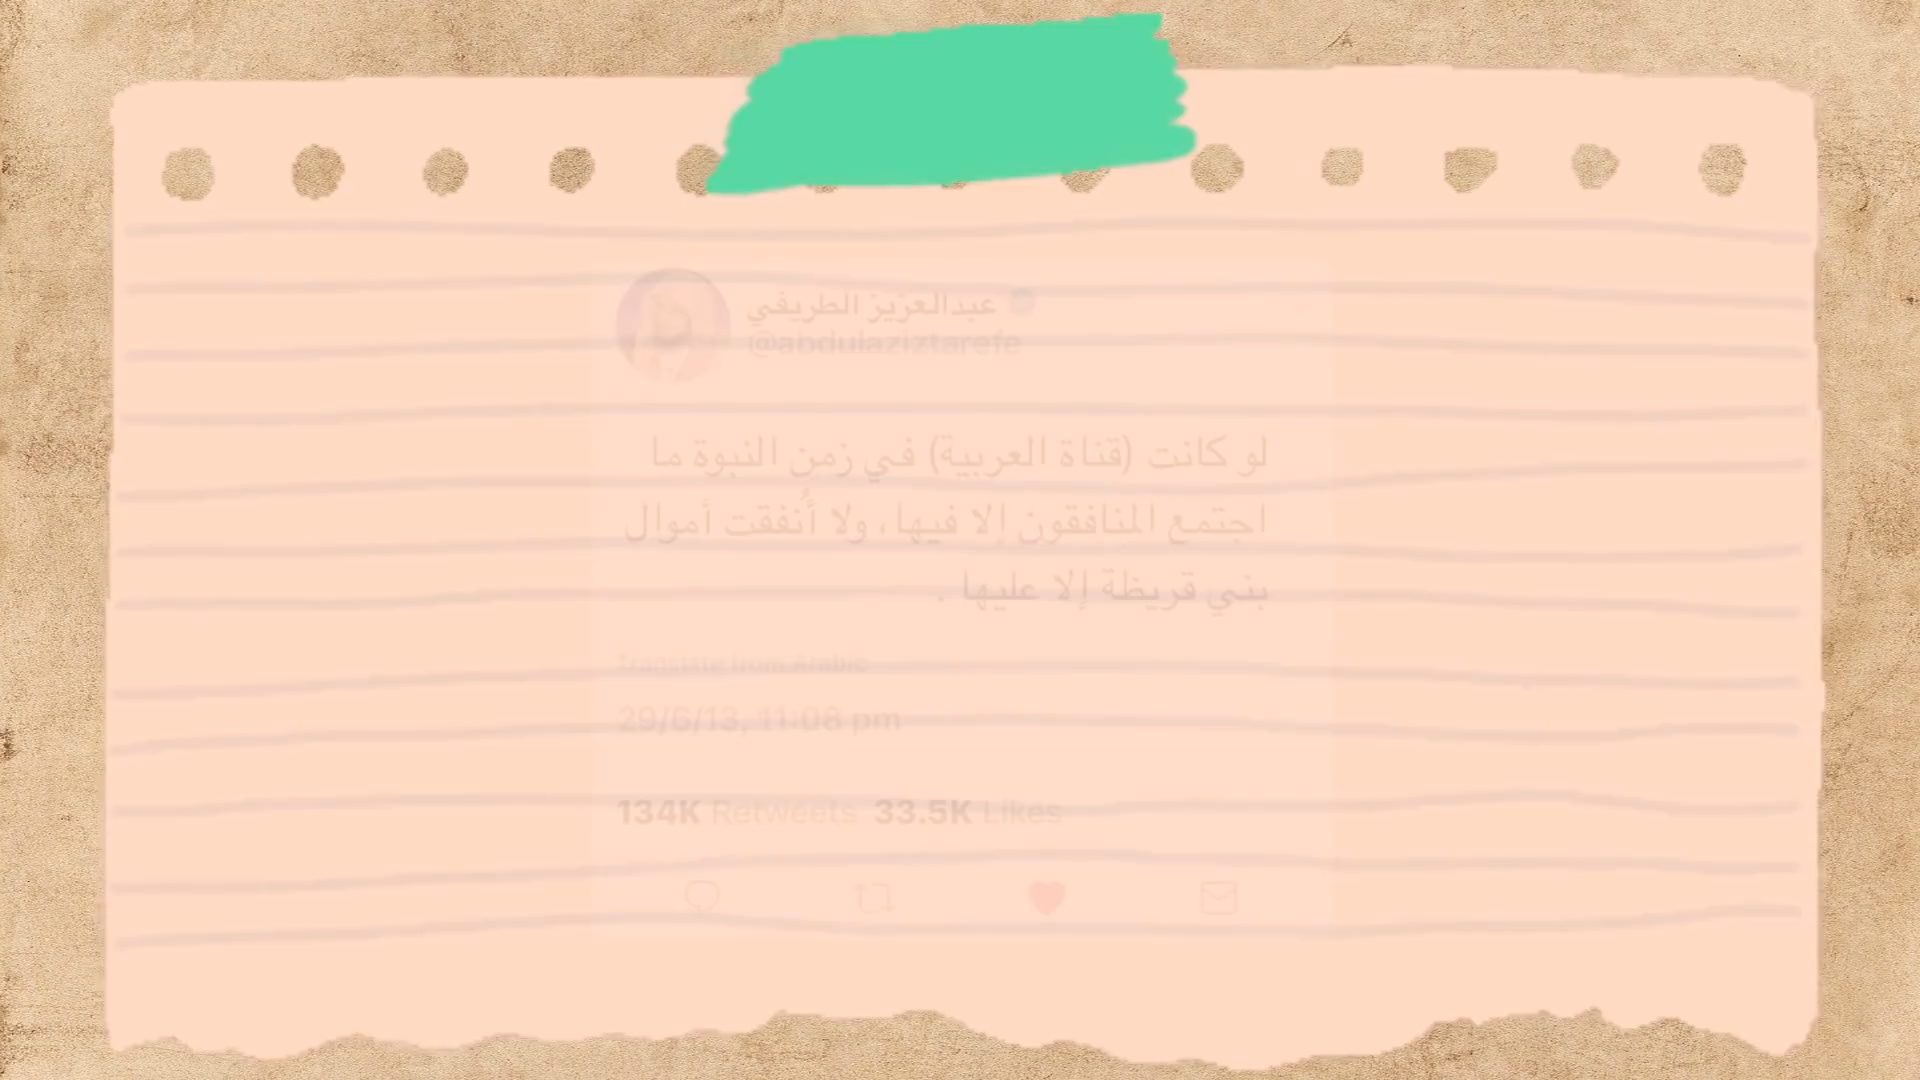 عبدالعزيز الطريفي
@abdulaziztarefe
لو كانت (قناة العربية) في زمن النبوة ما
اجتمع المنافقون إلا فيها، ولا أُنفقت أموال
بني قريظة إلا عليها .
Translate from Arabic
29/6/13, 11:08 pm
134K Retweets 33.5K Likes